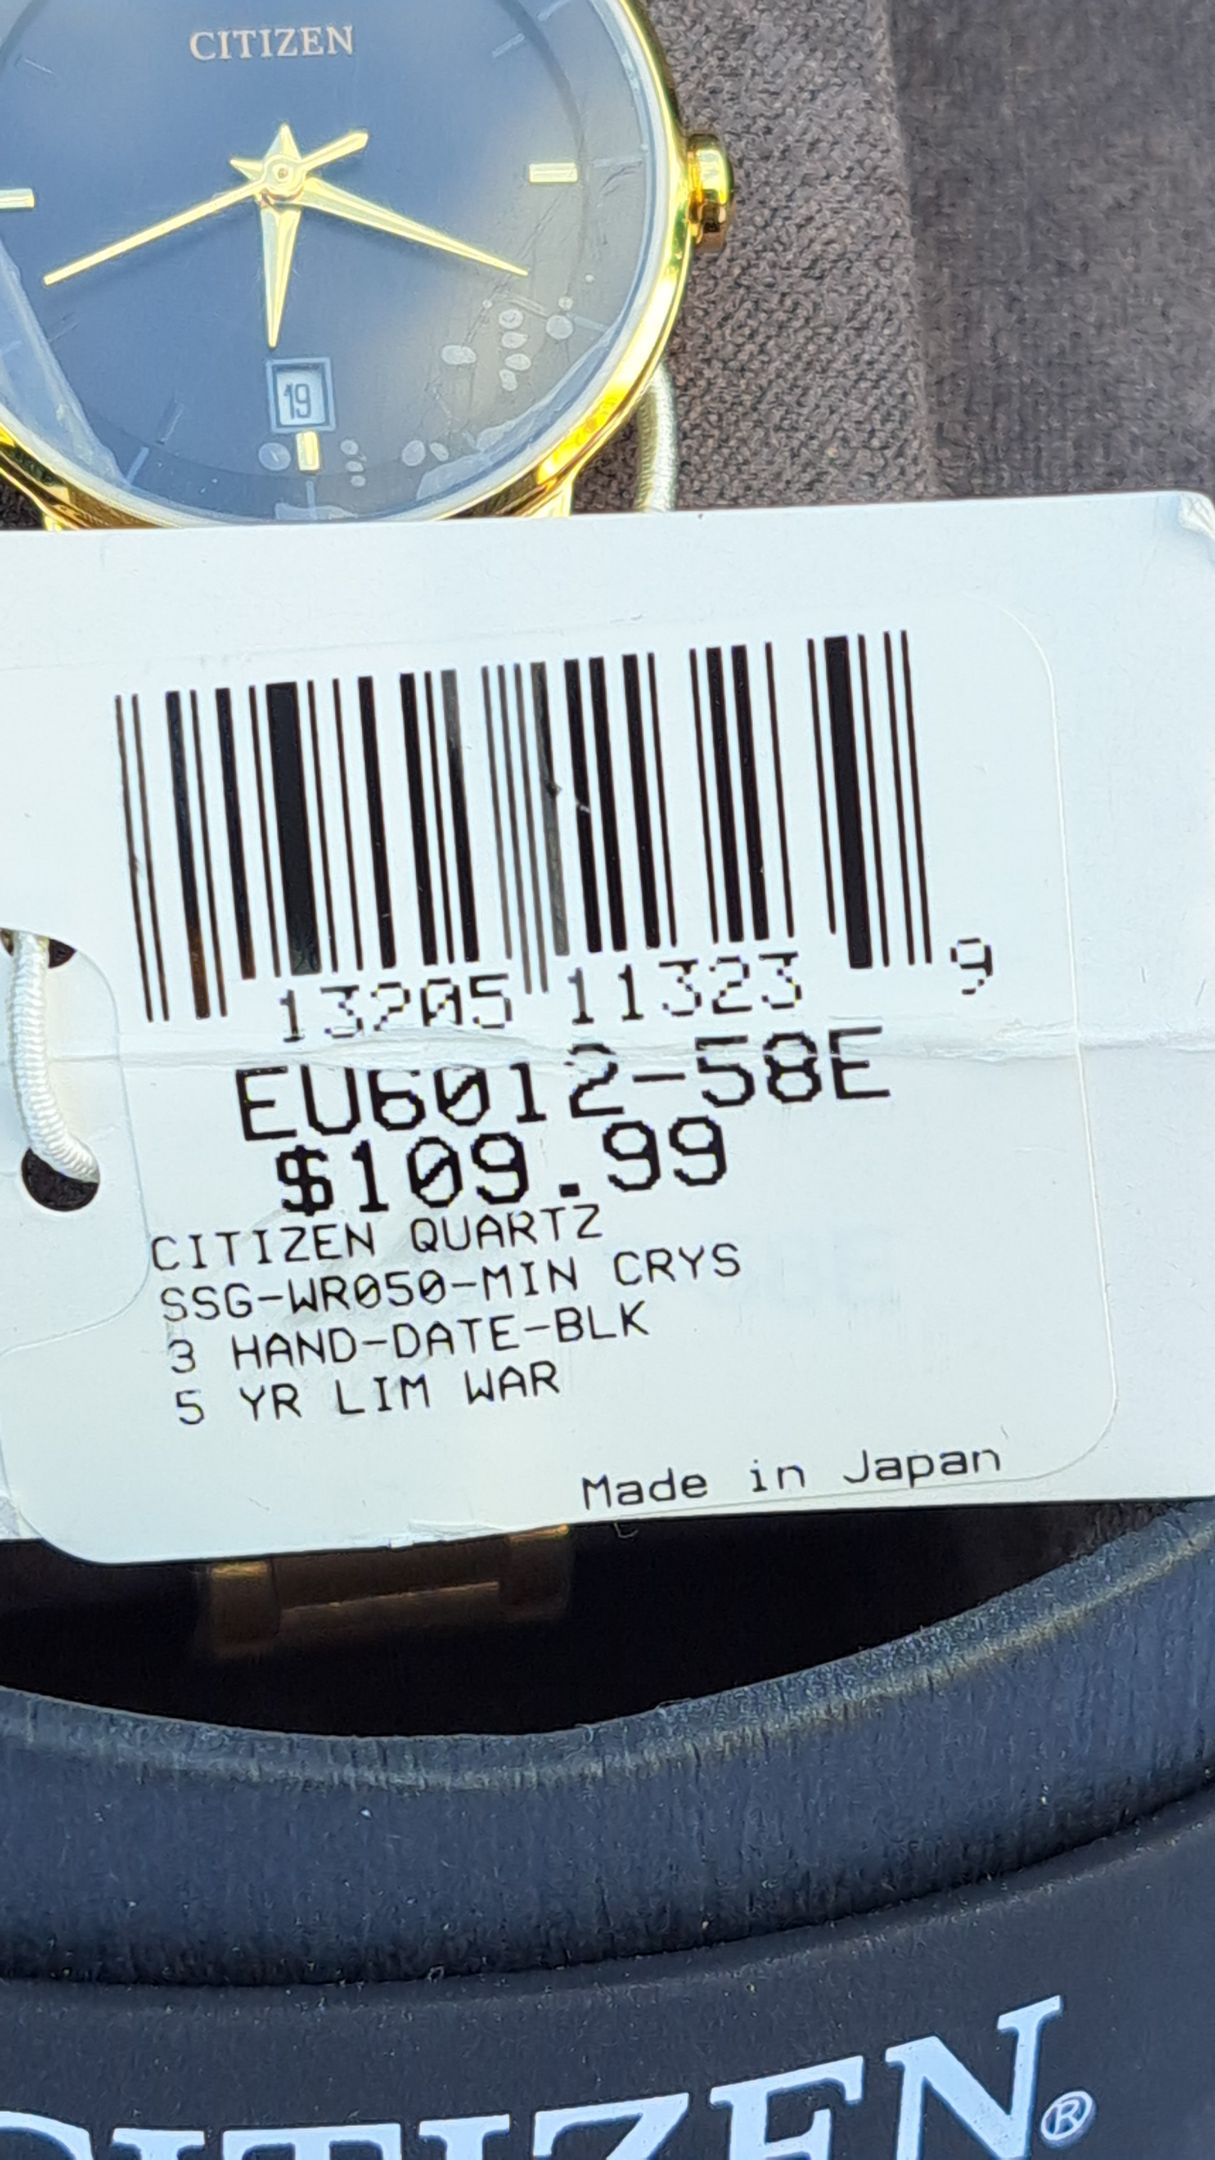 CITIZEN
19
13205 11323 9
EU6012-58E
$109.99
CITIZEN QUARTZ
SSG-WR050-MIN CRYS
3 HAND-DATE-BLK
5 YR LIM WAR
Made in Japan
CITIZEN®